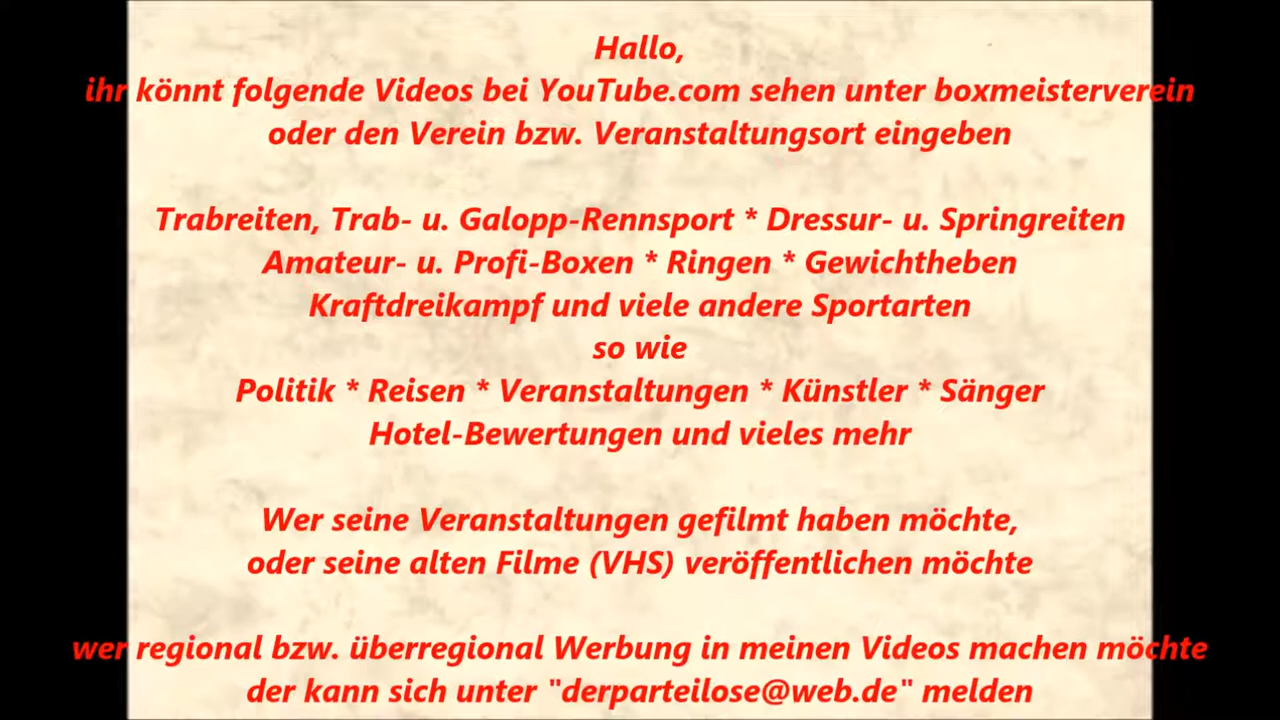 Hallo,
ihr könnt folgende Videos bei YouTube.com sehen unter boxmeisterverein
oder den Verein bzw. Veranstaltungsort eingeben
Trabreiten, Trab- u. Galopp-Rennsport * Dressur- u. Springreiten
Amateur- u. Profi-Boxen * Ringen * Gewichtheben
Kraftdreikampf und viele andere Sportarten
so wie
Politik * Reisen * Veranstaltungen * Künstler * Sänger
Hotel-Bewertungen und vieles mehr
Wer seine Veranstaltungen gefilmt haben möchte,
oder seine alten Filme (VHS) veröffentlichen möchte
wer regional bzw. überregional Werbung in meinen Videos machen möchte
der kann sich unter "derparteilose@web.de" melden